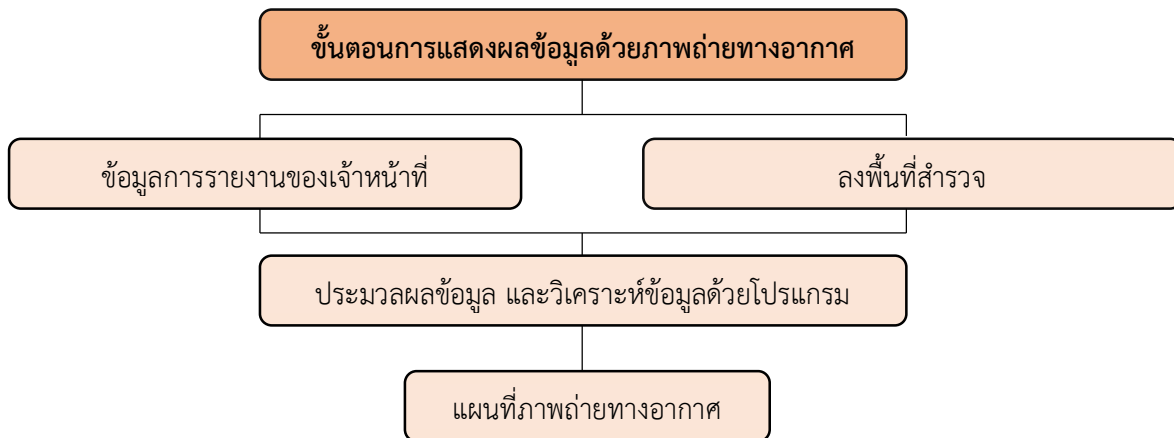 ขั้นตอนการแสดงผลข้อมูลด้วยภาพถ่ายทางอากาศ
ข้อมูลการรายงานของเจ้าหน้าที่
ลงพื้นที่สำรวจ
ประมวลผลข้อมูล และวิเคราะห์ข้อมูลด้วยโปรแกรม
แผนที่ภาพถ่ายทางอากาศ